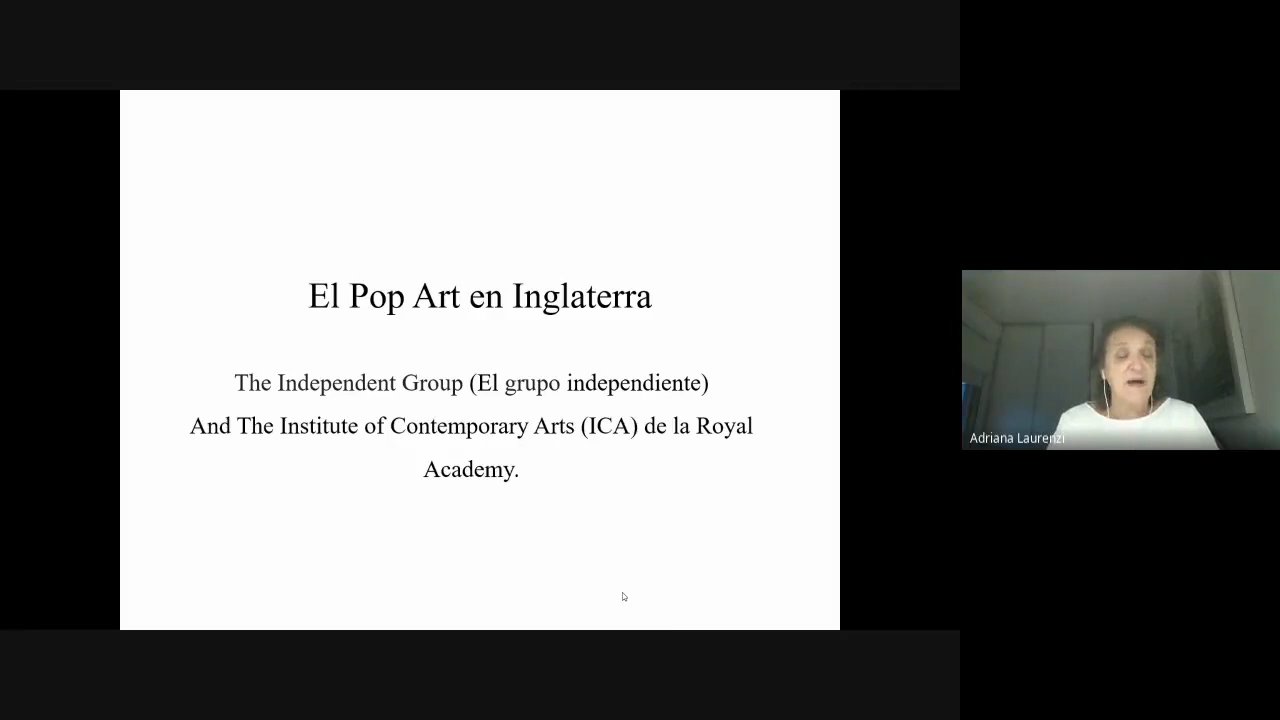 El Pop Art en Inglaterra
The Independent Group (El grupo independiente)
And The Institute of Contemporary Arts (ICA) de la Royal
Academy.
Adriana Laurenzi